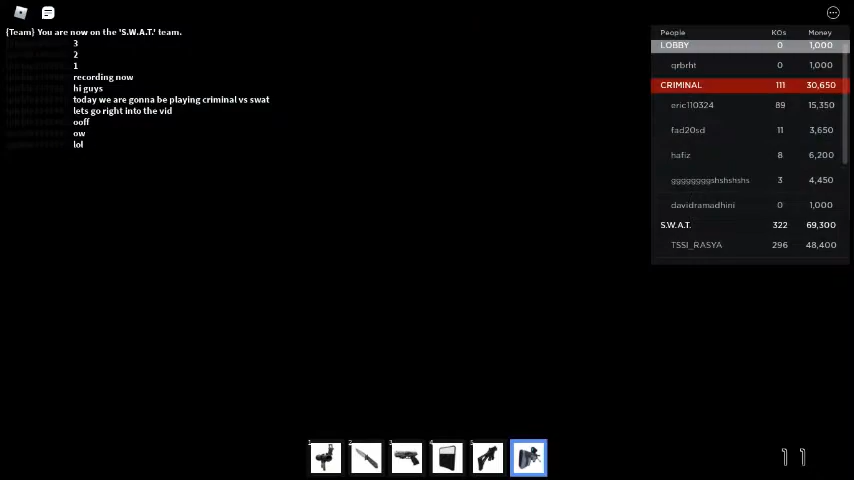 {Team} You are now on the 'S.W.A.T.' team.
3
2
1
recording now
hi guys
today we are gonna be playing criminal vs swat
lets go right into the vid
ooff
ow
lol
People KOs Money
LOBBY 0 1,000
qrbrht 0 1,000
CRIMINAL 111 30,650
eric110324 89 15,350
fad20sd 11 3,650
hafiz 8 6,200
ggggggggshshshshs 3 4,450
davidramadhini 0 1,000
S.W.A.T. 322 69,300
TSSI_RASYA 296 48,400
1 2 3 4 5
11